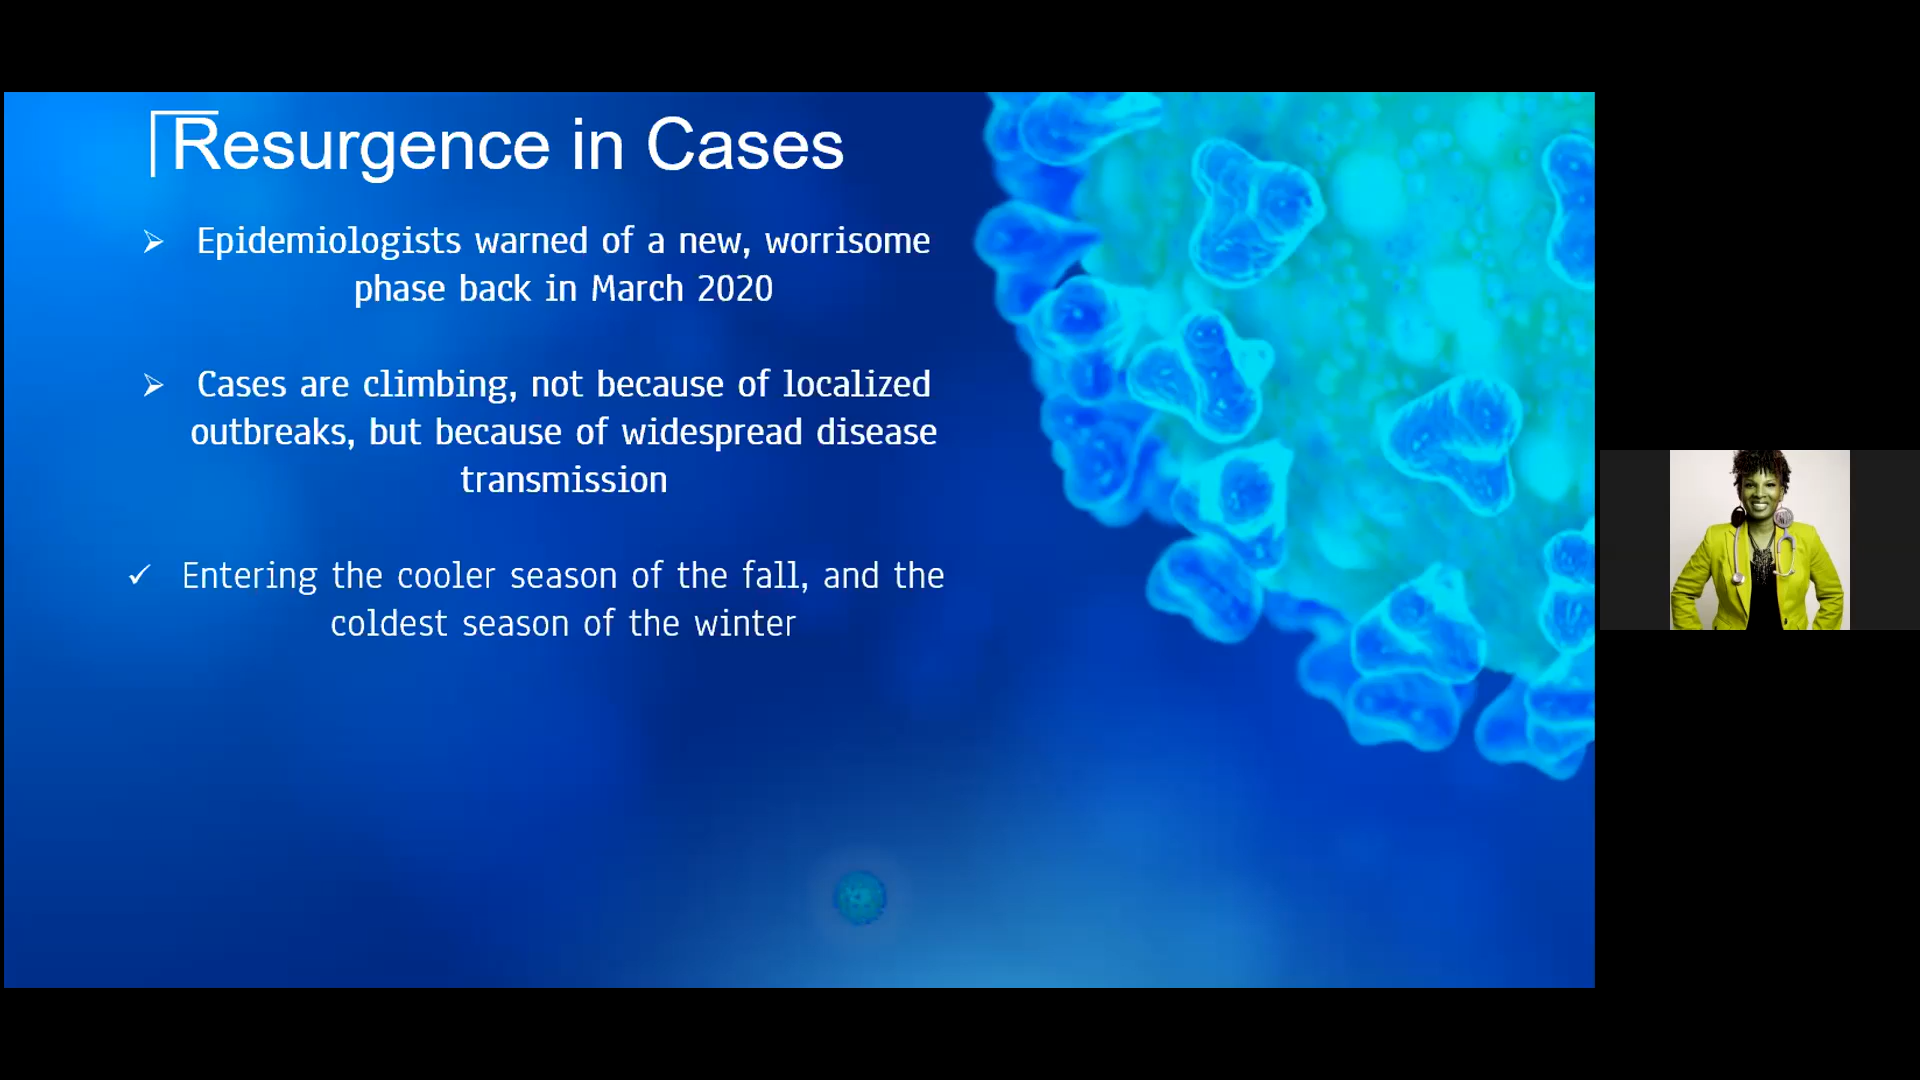 Resurgence in Cases
➢ Epidemiologists warned of a new, worrisome
phase back in March 2020
➢ Cases are climbing, not because of localized
outbreaks, but because of widespread disease
transmission
✓ Entering the cooler season of the fall, and the
coldest season of the winter